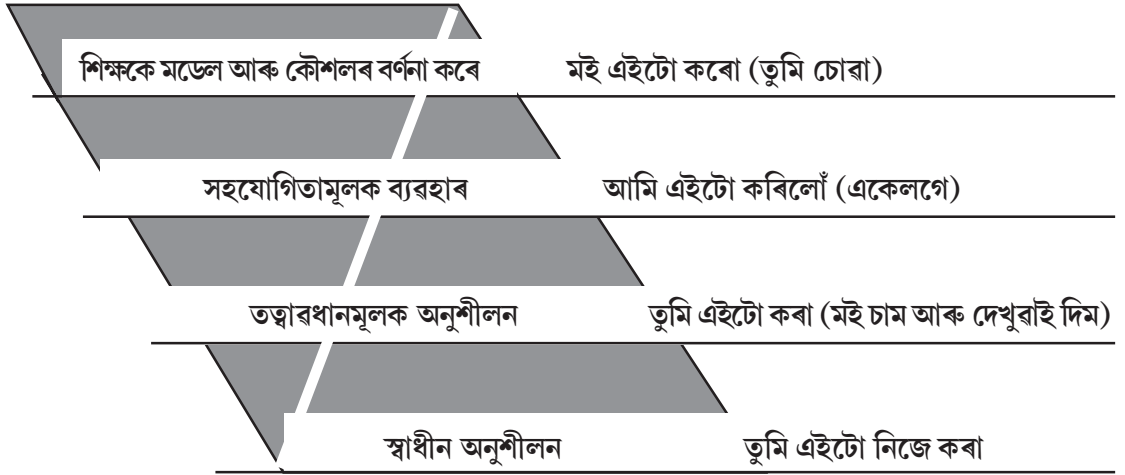 শিক্ষকে মডেল আৰু কৌশলৰ বৰ্ণনা কৰে মই এইটো কৰো (তুমি চোৱা)
সহযোগিতামূলক ব্যৱহাৰ আমি এইটো কৰিলোঁ (একেলগে)
তত্বাৱধানমূলক অনুশীলন তুমি এইটো কৰা (মই চাম আৰু দেখুৱাই দিম)
স্বাধীন অনুশীলন তুমি এইটো নিজে কৰা